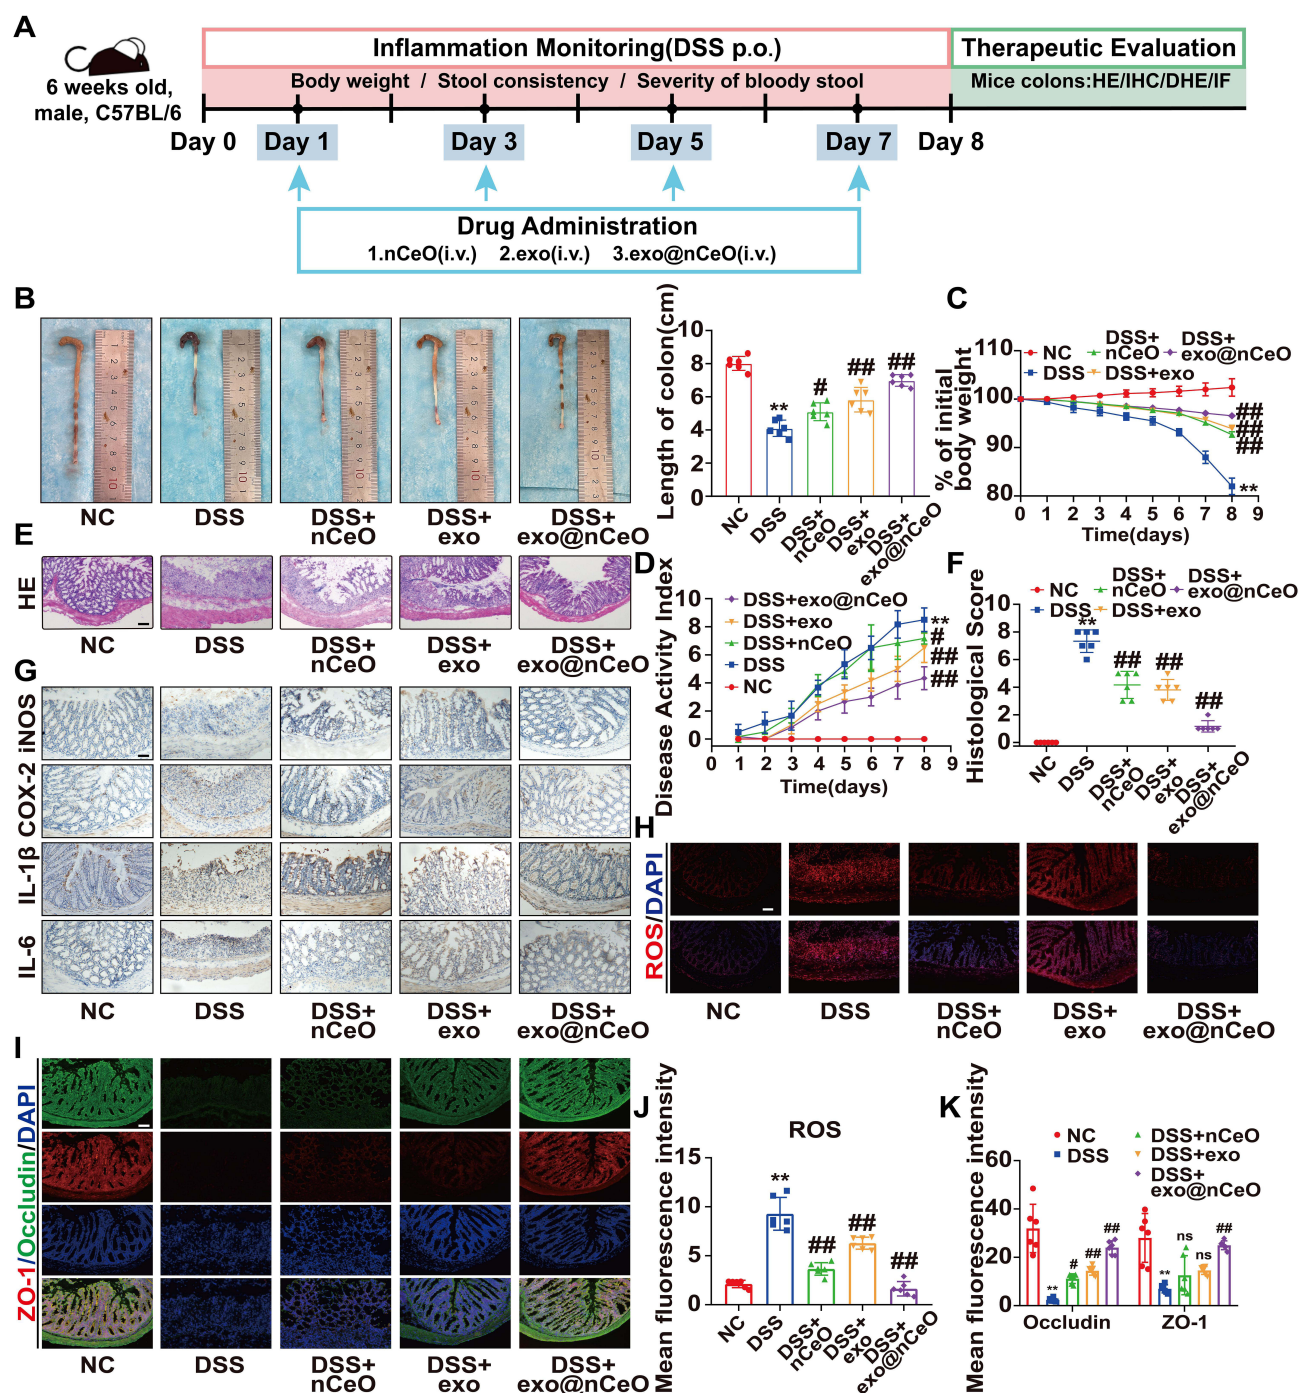 A
6 weeks old,
male, C57BL/6
Inflammation Monitoring(DSS p.o.)
Therapeutic Evaluation
Body weight / Stool consistency / Severity of bloody stool
Mice colons:HE/IHC/DHE/IF
Day 0
Day 1
Day 3
Day 5
Day 7
Day 8
Drug Administration
1.nCeO(i.v.) 2.exo(i.v.) 3.exo@nCeO(i.v.)
B
NC
DSS
DSS+
nCeO
DSS+
exo
DSS+
exo@nCeO
Length of colon(cm)
10
8
6
4
2
0
**
#
##
##
NC
DSS
DSS+
nCeO
DSS+
exo
DSS+
exo@nCeO
C
% of initial
body weight
110
100
90
80
NC
DSS
DSS+
nCeO
DSS+exo
DSS+
exo@nCeO
##
##
##
**
0 1 2 3 4 5 6 7 8 9
Time(days)
E
HE
NC
DSS
DSS+
nCeO
DSS+
exo
DSS+
exo@nCeO
D
Disease Activity Index
10
8
6
4
2
0
DSS+exo@nCeO
DSS+exo
DSS+nCeO
DSS
NC
**
#
##
##
0 1 2 3 4 5 6 7 8 9
Time(days)
F
Histological Score
10
8
6
4
2
0
NC
DSS
DSS+
nCeO
DSS+exo
DSS+
exo@nCeO
**
##
##
##
NC
DSS
DSS+
nCeO
DSS+
exo
DSS+
exo@nCeO
G
iNOS
COX-2
IL-1β
IL-6
NC
DSS
DSS+
nCeO
DSS+
exo
DSS+
exo@nCeO
H
ROS/DAPI
NC
DSS
DSS+
nCeO
DSS+
exo
DSS+
exo@nCeO
I
ZO-1/Occludin/DAPI
NC
DSS
DSS+
nCeO
DSS+
exo
DSS+
exo@nCeO
J
Mean fluorescence intensity
ROS
15
10
5
0
**
##
##
##
NC
DSS
DSS+
nCeO
DSS+
exo
DSS+
exo@nCeO
K
Mean fluorescence intensity
60
40
20
0
NC
DSS
DSS+nCeO
DSS+exo
DSS+
exo@nCeO
**
#
##
##
**
ns
ns
##
Occludin
ZO-1